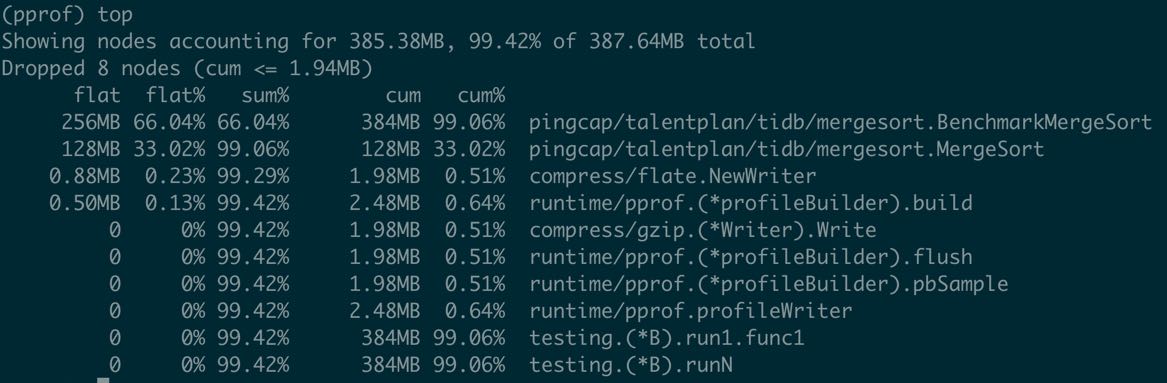 (pprof) top
Showing nodes accounting for 385.38MB, 99.42% of 387.64MB total
Dropped 8 nodes (cum <= 1.94MB)
      flat  flat%   sum%        cum   cum%
     256MB 66.04% 66.04%      384MB 99.06%  pingcap/talentplan/tidb/mergesort.BenchmarkMergeSort
     128MB 33.02% 99.06%      128MB 33.02%  pingcap/talentplan/tidb/mergesort.MergeSort
    0.88MB  0.23% 99.29%     1.98MB  0.51%  compress/flate.NewWriter
    0.50MB  0.13% 99.42%     2.48MB  0.64%  runtime/pprof.(*profileBuilder).build
         0     0% 99.42%     1.98MB  0.51%  compress/gzip.(*Writer).Write
         0     0% 99.42%     1.98MB  0.51%  runtime/pprof.(*profileBuilder).flush
         0     0% 99.42%     1.98MB  0.51%  runtime/pprof.(*profileBuilder).pbSample
         0     0% 99.42%     2.48MB  0.64%  runtime/pprof.profileWriter
         0     0% 99.42%      384MB 99.06%  testing.(*B).run1.func1
         0     0% 99.42%      384MB 99.06%  testing.(*B).runN